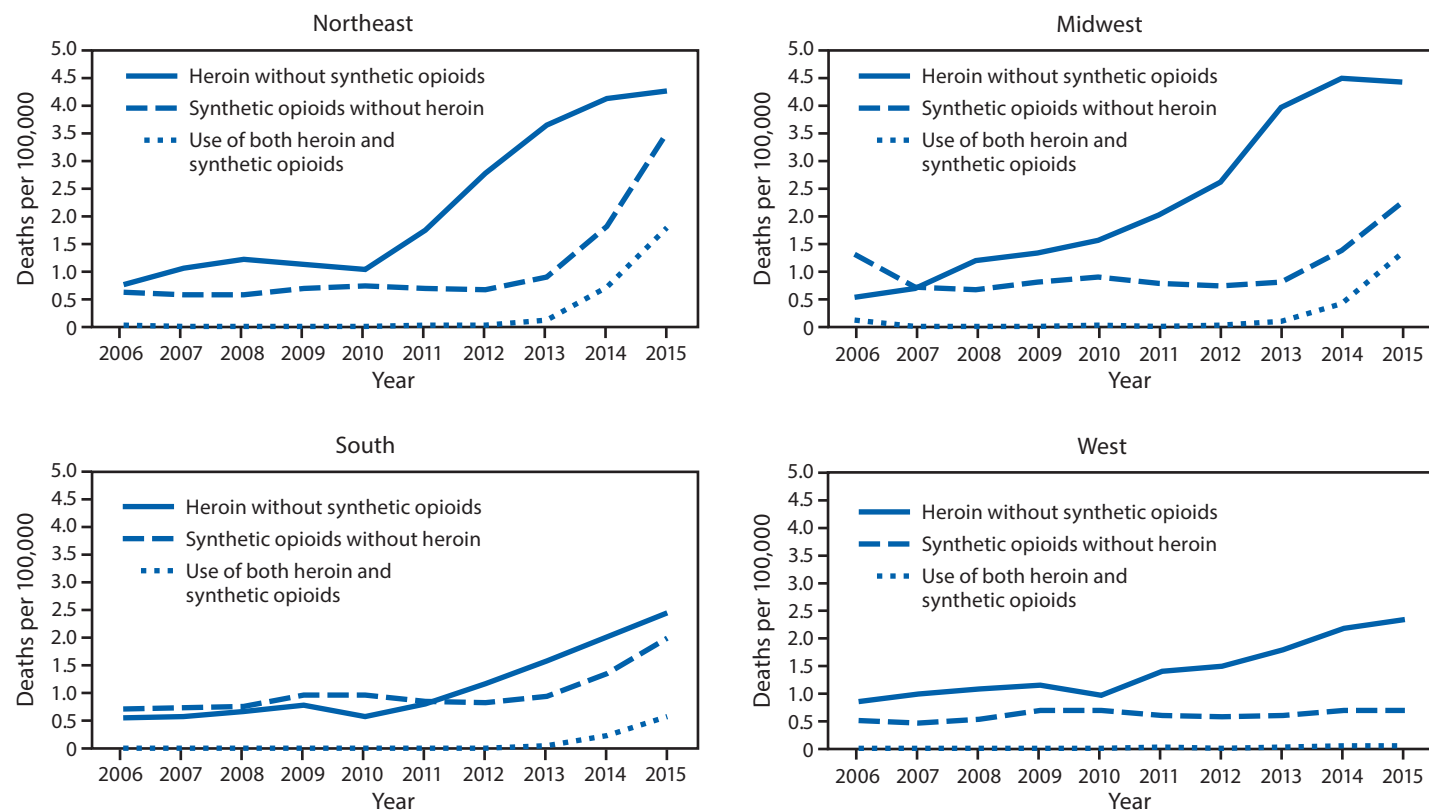 Northeast
5.0
4.5
4.0
3.5
3.0
2.5
2.0
1.5
1.0
0.5
0
Deaths per 100,000
Heroin without synthetic opioids
Synthetic opioids without heroin
Use of both heroin and
synthetic opioids
2006 2007 2008 2009 2010 2011 2012 2013 2014 2015
Year
Midwest
5.0
4.5
4.0
3.5
3.0
2.5
2.0
1.5
1.0
0.5
0
Deaths per 100,000
Heroin without synthetic opioids
Synthetic opioids without heroin
Use of both heroin and
synthetic opioids
2006 2007 2008 2009 2010 2011 2012 2013 2014 2015
Year
South
5.0
4.5
4.0
3.5
3.0
2.5
2.0
1.5
1.0
0.5
0
Deaths per 100,000
Heroin without synthetic opioids
Synthetic opioids without heroin
Use of both heroin and
synthetic opioids
2006 2007 2008 2009 2010 2011 2012 2013 2014 2015
Year
West
5.0
4.5
4.0
3.5
3.0
2.5
2.0
1.5
1.0
0.5
0
Deaths per 100,000
Heroin without synthetic opioids
Synthetic opioids without heroin
Use of both heroin and
synthetic opioids
2006 2007 2008 2009 2010 2011 2012 2013 2014 2015
Year